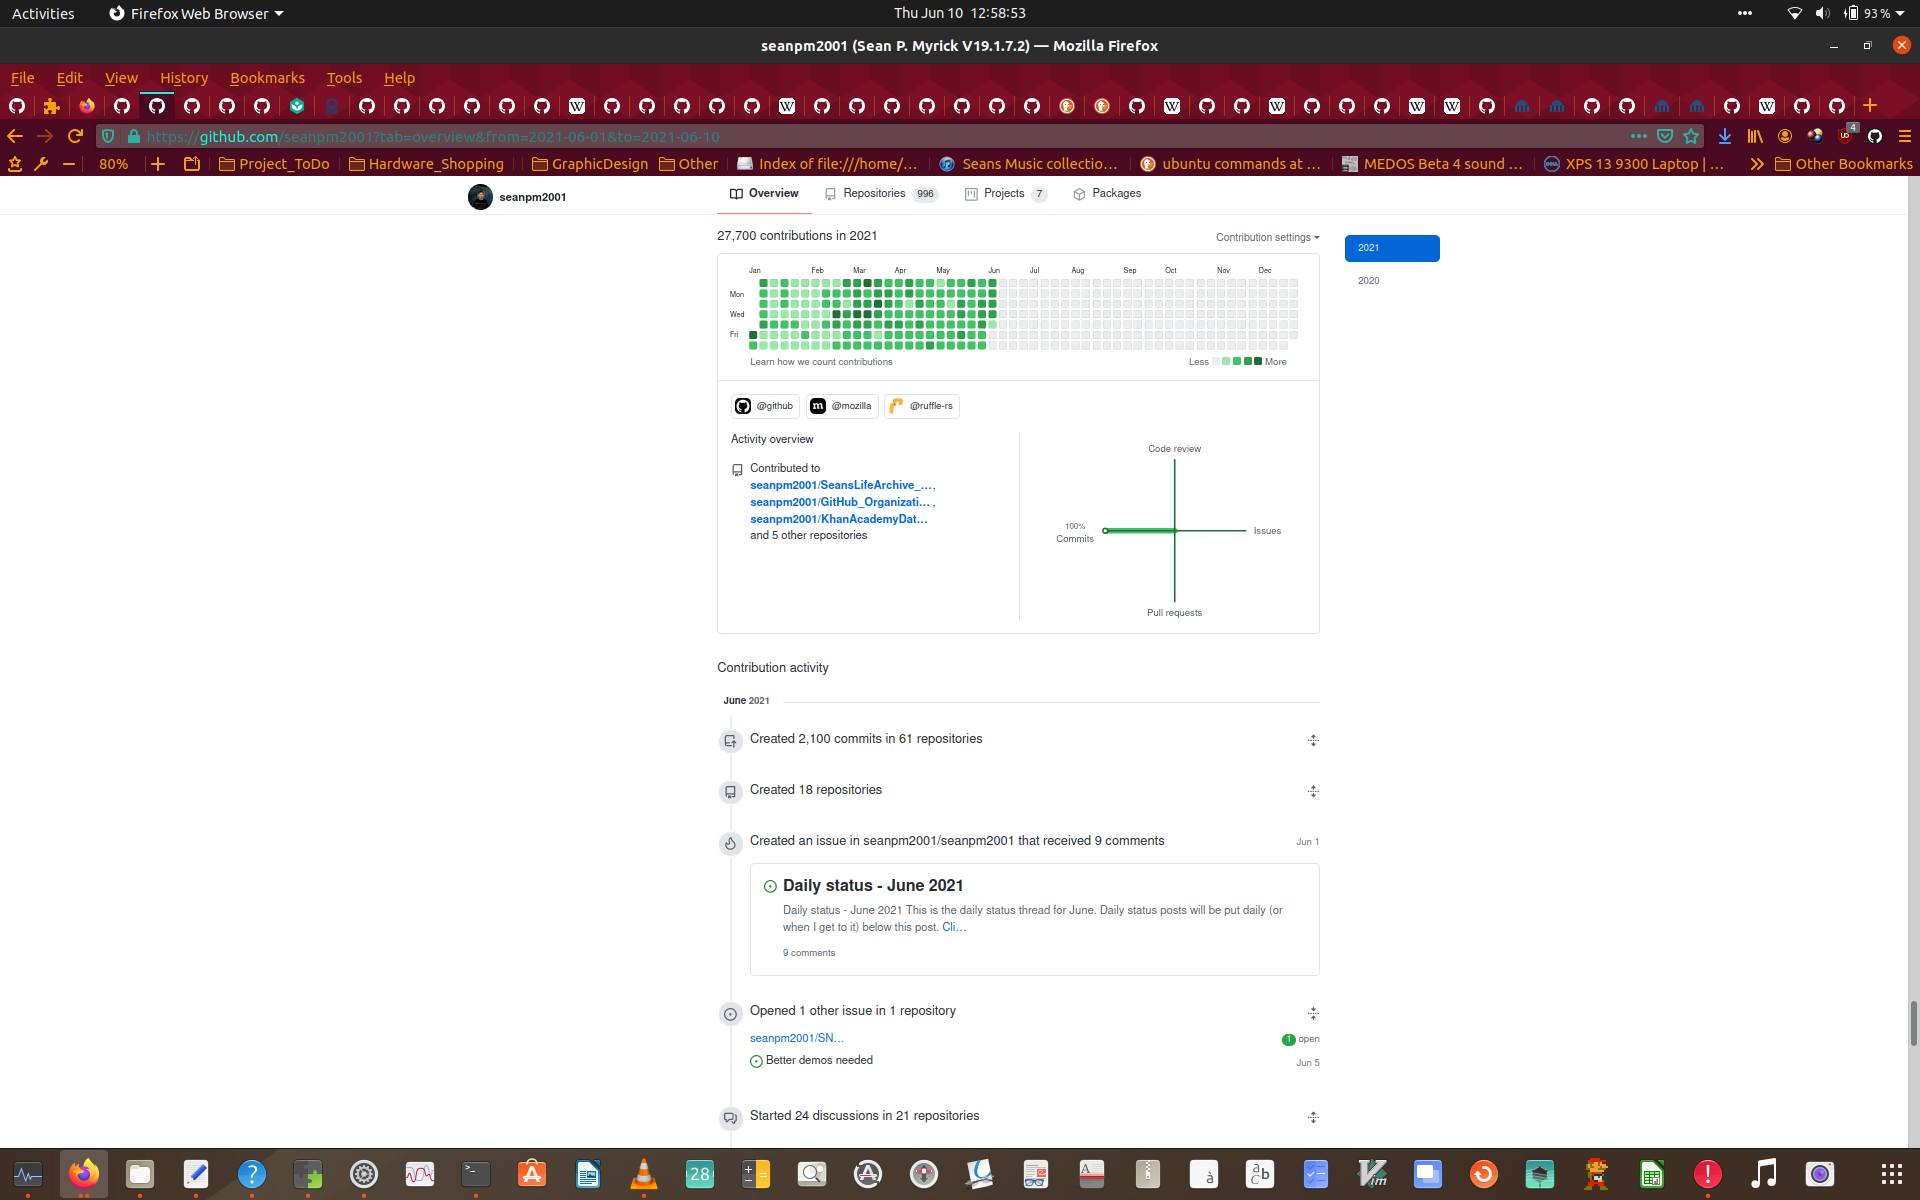 Activities
Firefox Web Browser
Thu Jun 10 12:58:53
93 %
seanpm2001 (Sean P. Myrick V19.1.7.2) — Mozilla Firefox
File Edit View History Bookmarks Tools Help
https://github.com/seanpm2001?tab=overview&from=2021-06-01&to=2021-06-10
4
80%
Project_ToDo
Hardware_Shopping
GraphicDesign
Other
Index of file:///home/…
Seans Music collectio…
ubuntu commands at …
MEDOS Beta 4 sound …
XPS 13 9300 Laptop | …
Other Bookmarks
seanpm2001
Overview
Repositories 996
Projects 7
Packages
27,700 contributions in 2021
Contribution settings
2021
2020
Jan Feb Mar Apr May Jun Jul Aug Sep Oct Nov Dec
Mon
Wed
Fri
Learn how we count contributions
Less More
@github
@mozilla
@ruffle-rs
Activity overview
Contributed to
seanpm2001/SeansLifeArchive_…,
seanpm2001/GitHub_Organizati… ,
seanpm2001/KhanAcademyDat…
and 5 other repositories
Code review
100%
Commits
Issues
Pull requests
Contribution activity
June 2021
Created 2,100 commits in 61 repositories
Created 18 repositories
Created an issue in seanpm2001/seanpm2001 that received 9 comments
Jun 1
Daily status - June 2021
Daily status - June 2021 This is the daily status thread for June. Daily status posts will be put daily (or
when I get to it) below this post. Cli…
9 comments
Opened 1 other issue in 1 repository
seanpm2001/SN…
1 open
Better demos needed
Jun 5
Started 24 discussions in 21 repositories
28